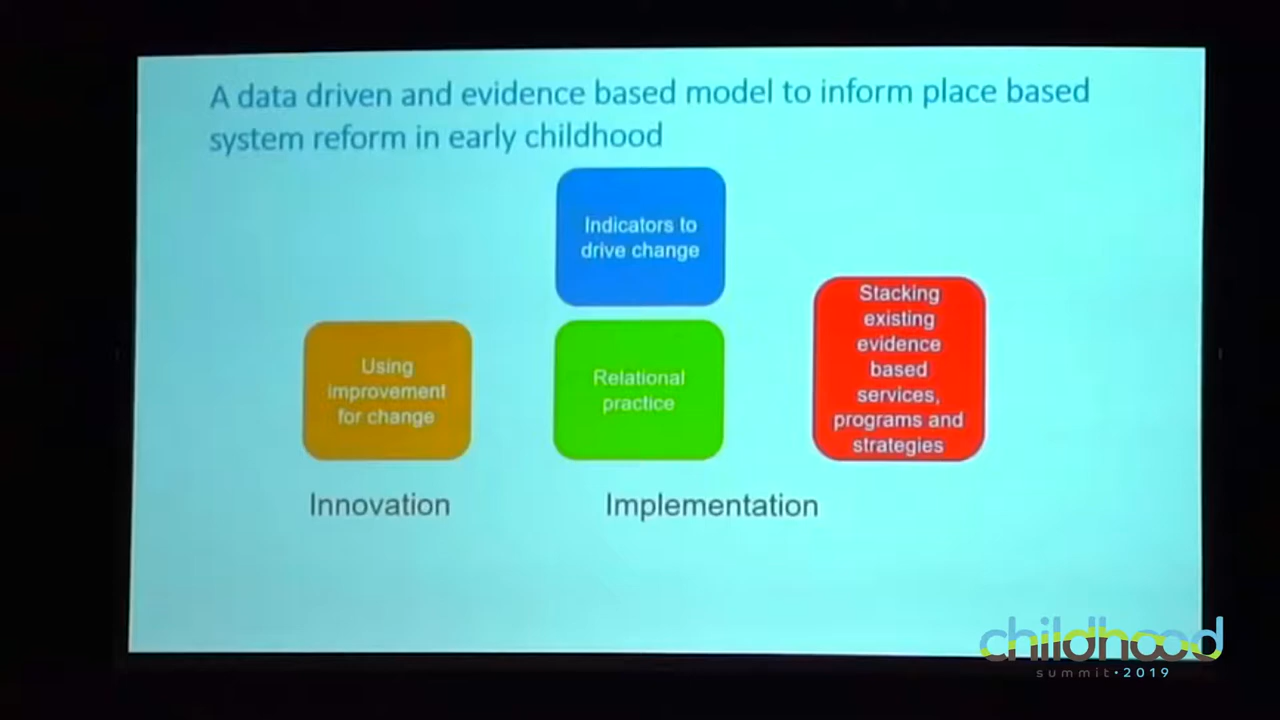 A data driven and evidence based model to inform place based
system reform in early childhood
Indicators to
drive change
Using
improvement
for change
Relational
practice
Stacking
existing
evidence
based
services,
programs and
strategies
Innovation
Implementation
childhood
summit • 2019